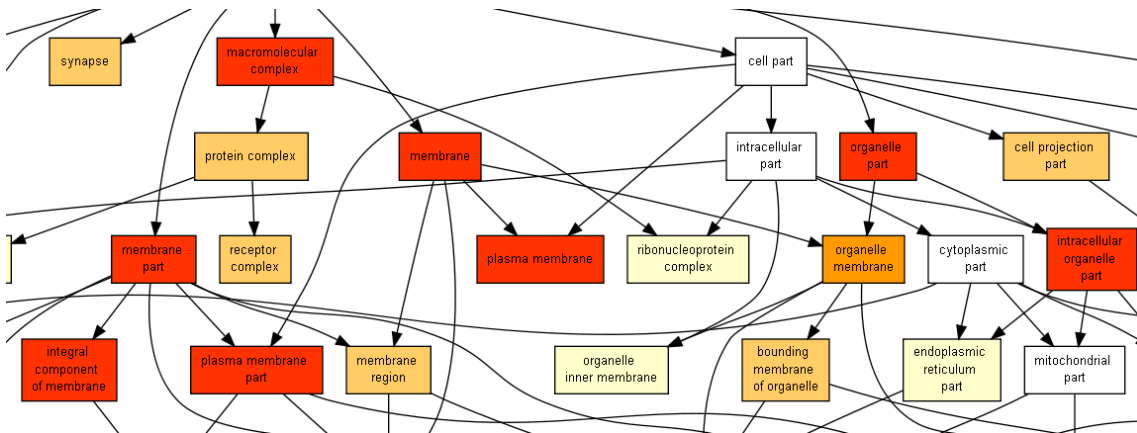 synapse
macromolecular
complex
cell part
protein complex
membrane
intracellular
part
organelle
part
cell projection
part
membrane
part
receptor
complex
plasma membrane
ribonucleoprotein
complex
organelle
membrane
cytoplasmic
part
intracellular
organelle
part
integral
component
of membrane
plasma membrane
part
membrane
region
organelle
inner membrane
bounding
membrane
of organelle
endoplasmic
reticulum
part
mitochondrial
part